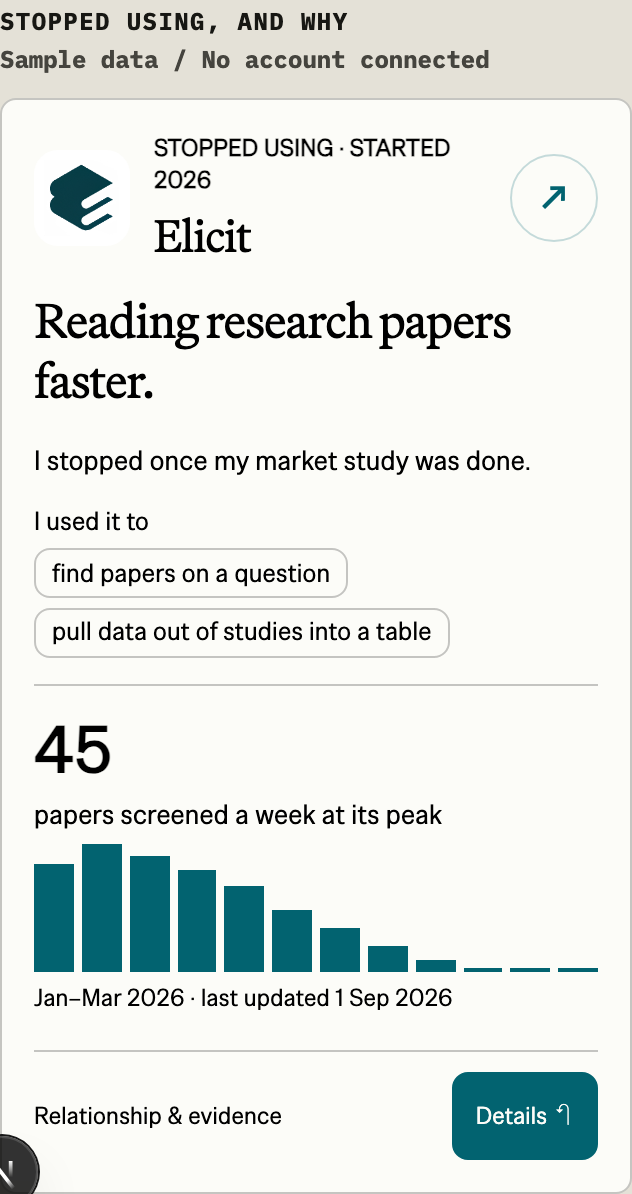 STOPPED USING, AND WHY
Sample data / No account connected
STOPPED USING · STARTED
2026
Elicit
Reading research papers
faster.
I stopped once my market study was done.
I used it to
find papers on a question
pull data out of studies into a table
45
papers screened a week at its peak
Jan–Mar 2026 · last updated 1 Sep 2026
Relationship & evidence
Details